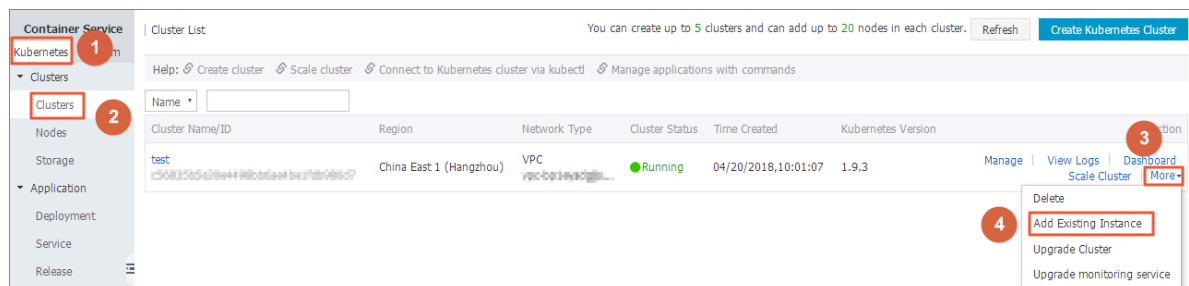 Container Service
Kubernetes
1
m
Clusters
Clusters
2
Nodes
Storage
Application
Deployment
Service
Release
Cluster List
You can create up to 5 clusters and can add up to 20 nodes in each cluster. Refresh Create Kubernetes Cluster
Help: Create cluster Scale cluster Connect to Kubernetes cluster via kubectl Manage applications with commands
Name
Cluster Name/ID Region Network Type Cluster Status Time Created Kubernetes Version ction
3
test China East 1 (Hangzhou) VPC Running 04/20/2018,10:01:07 1.9.3 Manage | View Logs | Dashboard
Scale Cluster | More
Delete
4 Add Existing Instance
Upgrade Cluster
Upgrade monitoring service